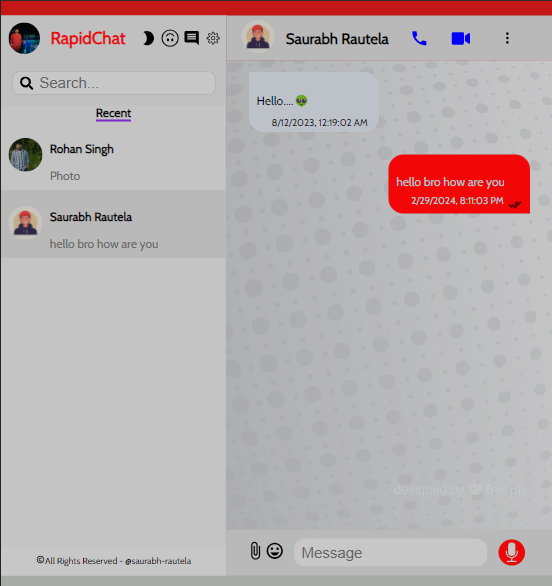 RapidChat
Search...
Recent
Rohan Singh
Photo
Saurabh Rautela
hello bro how are you
©All Rights Reserved - @saurabh-rautela
Saurabh Rautela
Hello.... 👽
8/12/2023, 12:19:02 AM
hello bro how are you
2/29/2024, 8:11:03 PM
designed by freepik
Message